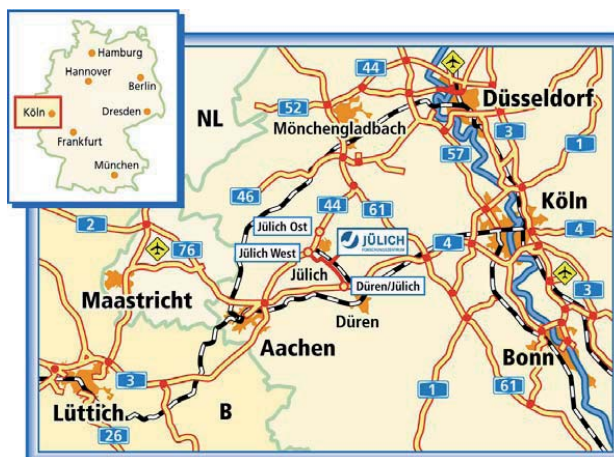 Hamburg
Hannover
Berlin
Köln
Dresden
Frankfurt
München
NL
44
52
Düsseldorf
Mönchengladbach
3
1
57
46
Köln
2
61
44
Jülich Ost
4
76
JÜLICH
FORSCHUNGSZENTRUM
4
Jülich West
Jülich
Maastricht
Düren/Jülich
3
Düren
Aachen
Bonn
3
1
61
Lüttich
B
26